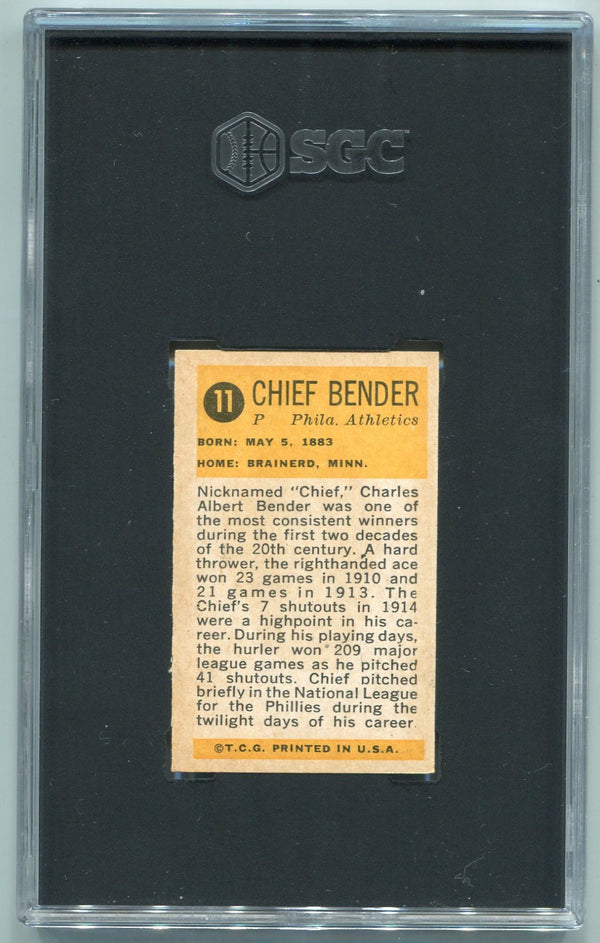 SGC
11 CHIEF BENDER
P Phila. Athletics
BORN: MAY 5, 1883
HOME: BRAINERD, MINN.
Nicknamed "Chief," Charles
Albert Bender was one of
the most consistent winners
during the first two decades
of the 20th century. A hard
thrower, the righthanded ace
won 23 games in 1910 and
21 games in 1913. The
Chief's 7 shutouts in 1914
were a highpoint in his ca-
reer. During his playing days,
the hurler won 209 major
league games as he pitched
41 shutouts. Chief pitched
briefly in the National League
for the Phillies during the
twilight days of his career.
©T.C.G. PRINTED IN U.S.A.